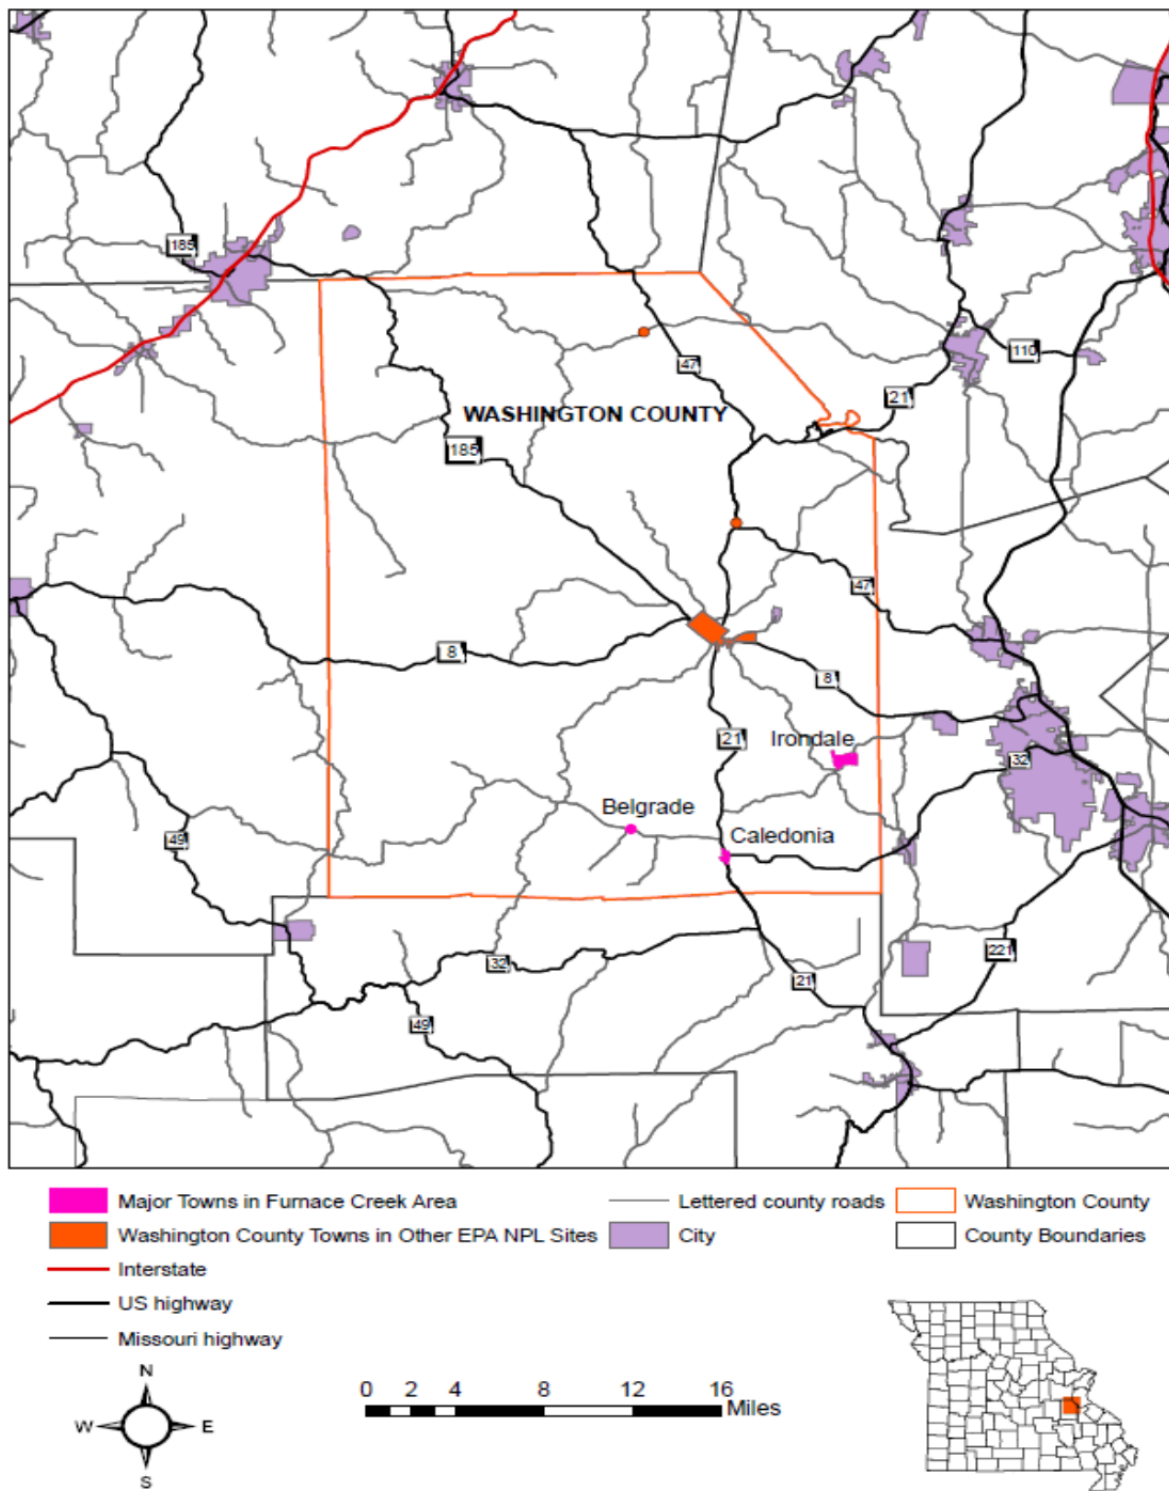 185
110
47
21
WASHINGTON COUNTY
185
47
8
8
21
Irondale
32
Belgrade
Caledonia
49
221
32
21
49
Major Towns in Furnace Creek Area
Lettered county roads
Washington County
Washington County Towns in Other EPA NPL Sites
City
County Boundaries
Interstate
US highway
Missouri highway
N
W E
S
0 2 4 8 12 16
Miles